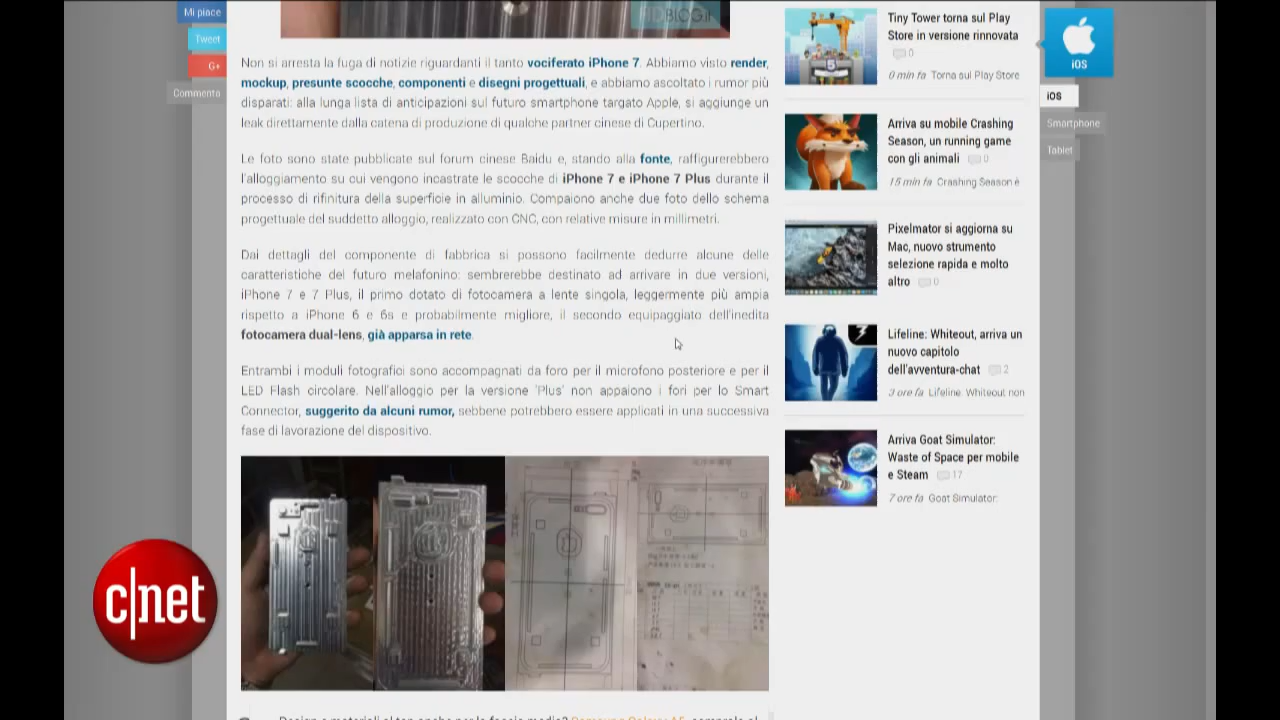 Mi piace
Tweet
G+
Commenta
Non si arresta la fuga di notizie riguardanti il tanto vociferato iPhone 7. Abbiamo visto render,
mockup, presunte scocche, componenti e disegni progettuali, e abbiamo ascoltato i rumor più
disparati: alla lunga lista di anticipazioni sul futuro smartphone targato Apple, si aggiunge un
leak direttamente dalla catena di produzione di qualche partner cinese di Cupertino.
Le foto sono state pubblicate sul forum cinese Baidu e, stando alla fonte, raffigurerebbero
l'alloggiamento su cui vengono incastrate le scocche di iPhone 7 e iPhone 7 Plus durante il
processo di rifinitura della superficie in alluminio. Compaiono anche due foto dello schema
progettuale del suddetto alloggio, realizzato con CNC, con relative misure in millimetri.
Dai dettagli del componente di fabbrica si possono facilmente dedurre alcune delle
caratteristiche del futuro melafonino: sembrerebbe destinato ad arrivare in due versioni,
iPhone 7 e 7 Plus, il primo dotato di fotocamera a lente singola, leggermente più ampia
rispetto a iPhone 6 e 6s e probabilmente migliore, il secondo equipaggiato dell'inedita
fotocamera dual-lens, già apparsa in rete.
Entrambi i moduli fotografici sono accompagnati da foro per il microfono posteriore e per il
LED Flash circolare. Nell'alloggio per la versione 'Plus' non appaiono i fori per lo Smart
Connector, suggerito da alcuni rumor, sebbene potrebbero essere applicati in una successiva
fase di lavorazione del dispositivo.
Tiny Tower torna sul Play
Store in versione rinnovata
0
0 min fa Torna sul Play Store
Arriva su mobile Crashing
Season, un running game
con gli animali 0
15 min fa Crashing Season è
Pixelmator si aggiorna su
Mac, nuovo strumento
selezione rapida e molto
altro 0
Lifeline: Whiteout, arriva un
nuovo capitolo
dell'avventura-chat 2
3 ore fa Lifeline: Whiteout non
Arriva Goat Simulator:
Waste of Space per mobile
e Steam 17
7 ore fa Goat Simulator:
iOS
iOS
Smartphone
Tablet
c|net